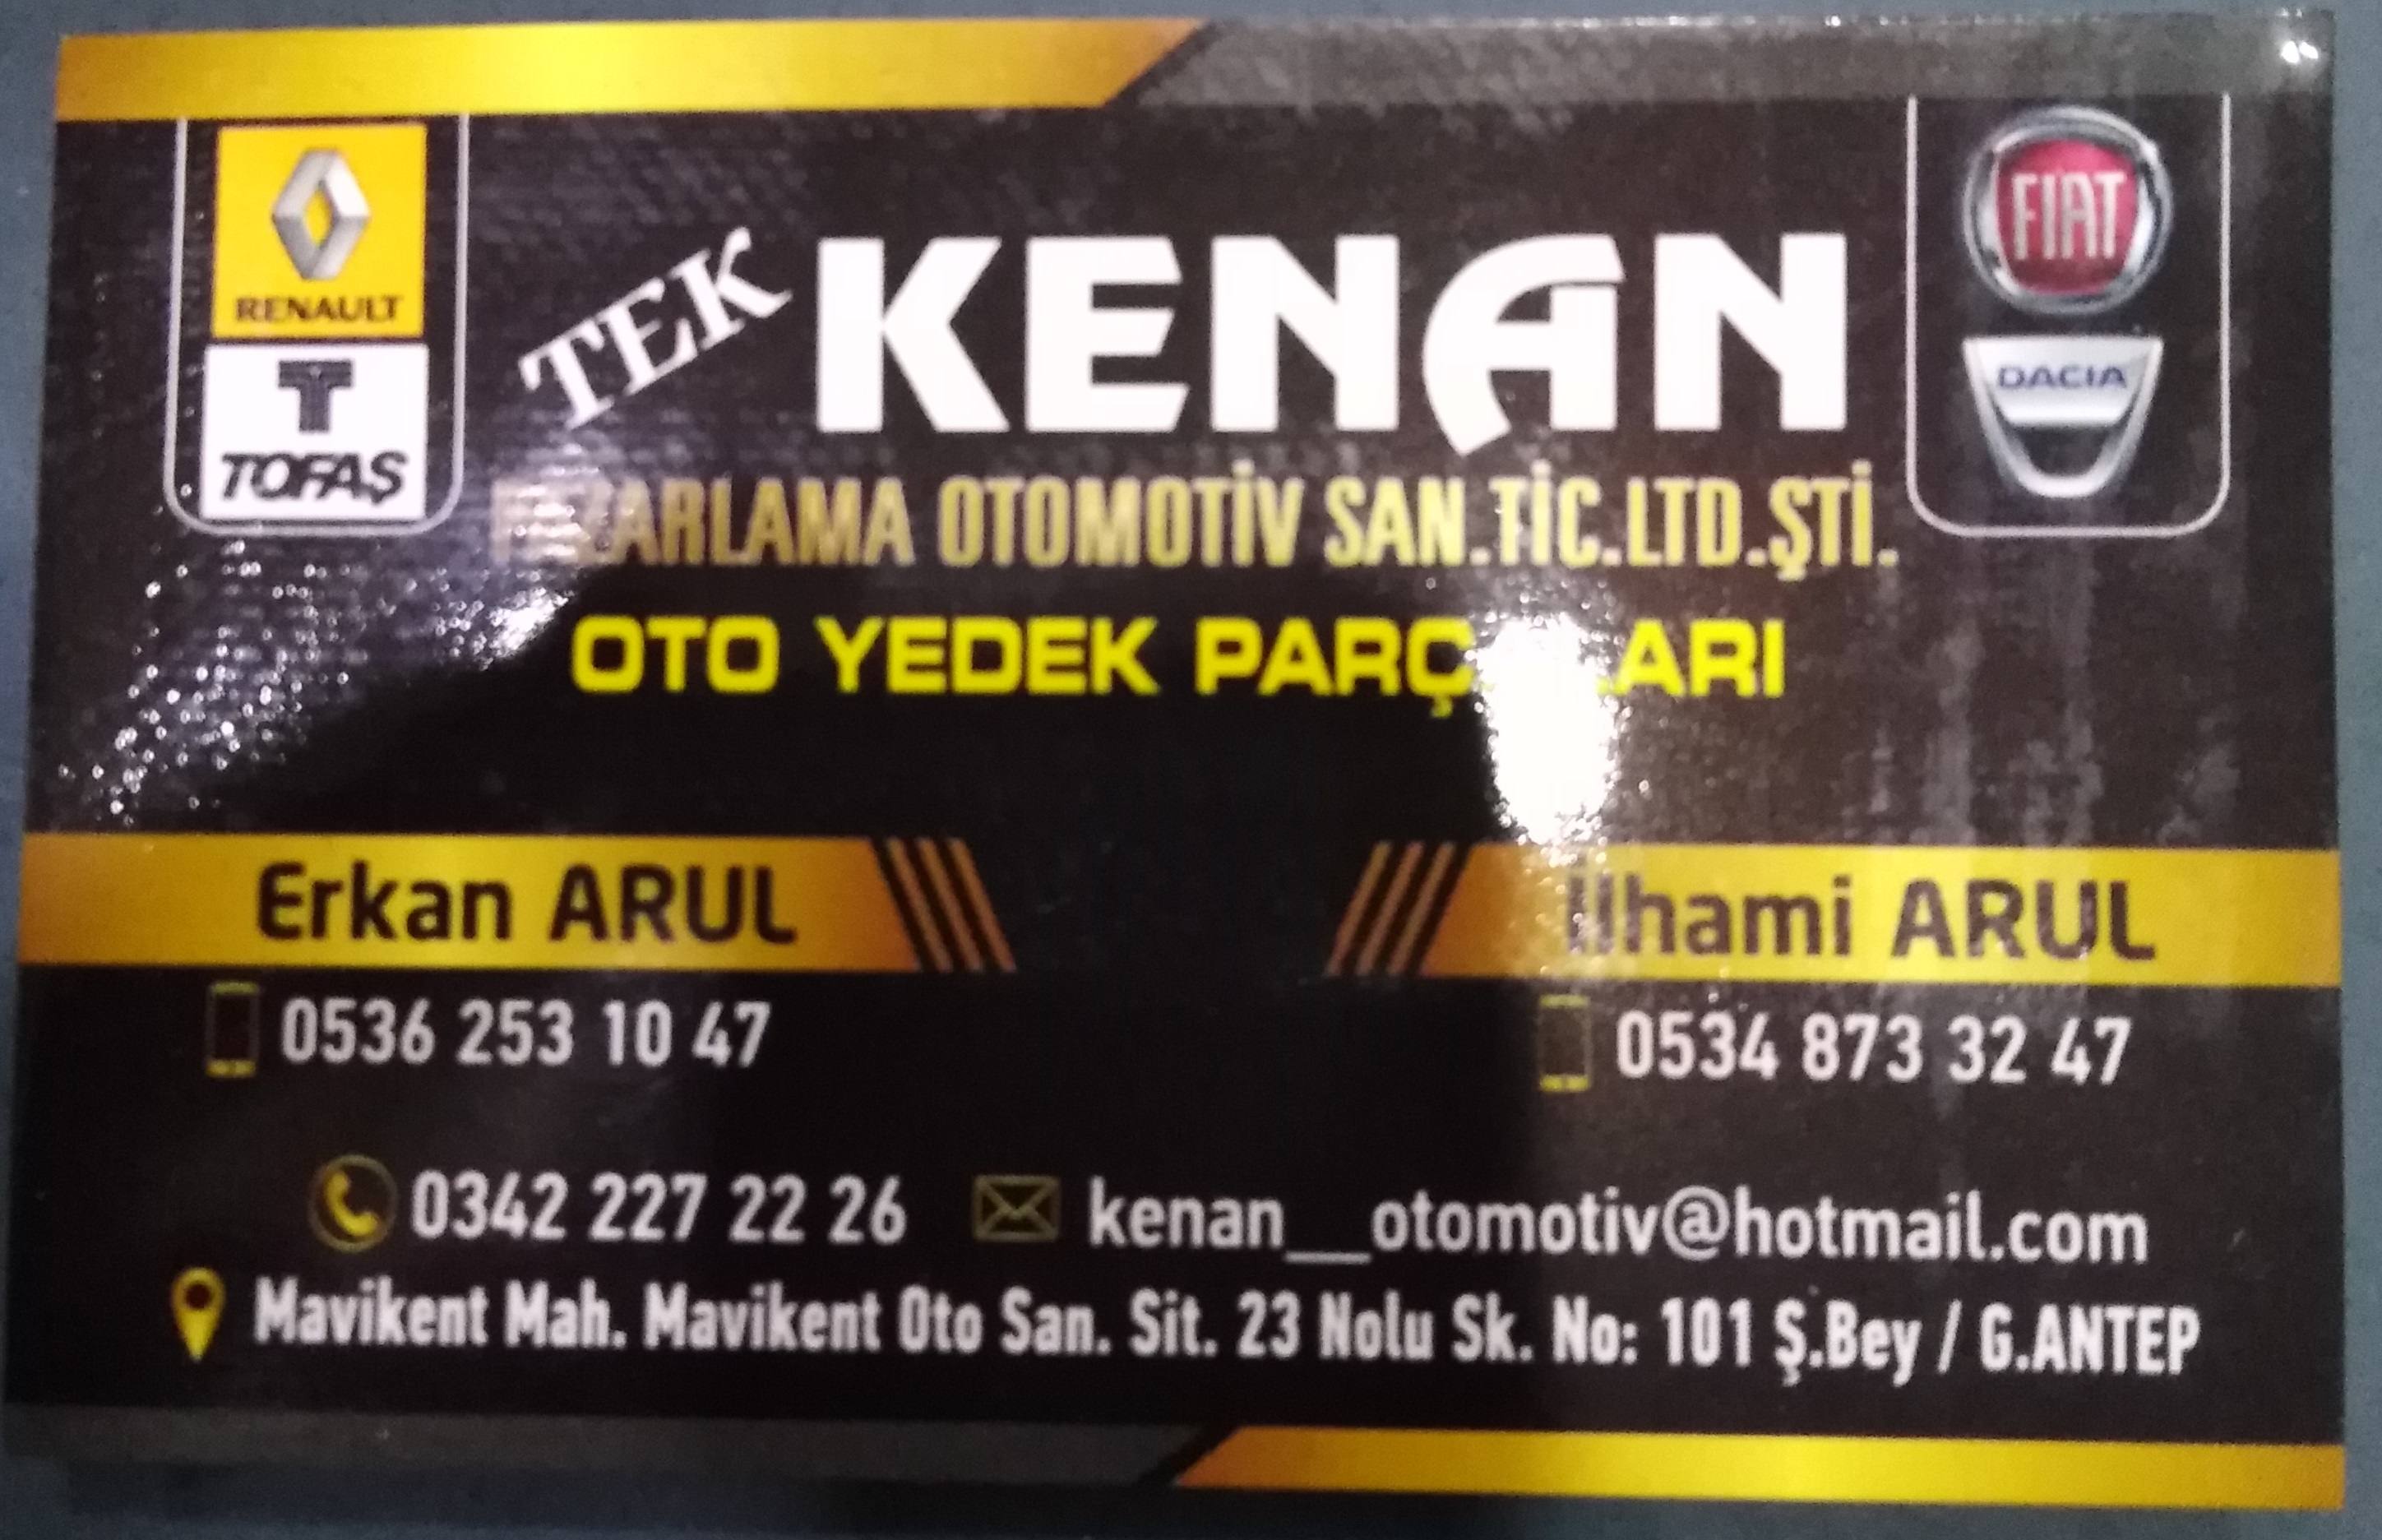 RENAULT
T
TOFAŞ
TEK KENAN
FIAT
DACIA
PAZARLAMA OTOMOTİV SAN.TİC.LTD.ŞTİ.
OTO YEDEK PARÇALARI
Erkan ARUL
0536 253 10 47
İlhami ARUL
0534 873 32 47
0342 227 22 26
kenan__otomotiv@hotmail.com
Mavikent Mah. Mavikent Oto San. Sit. 23 Nolu Sk. No: 101 Ş.Bey / G.ANTEP